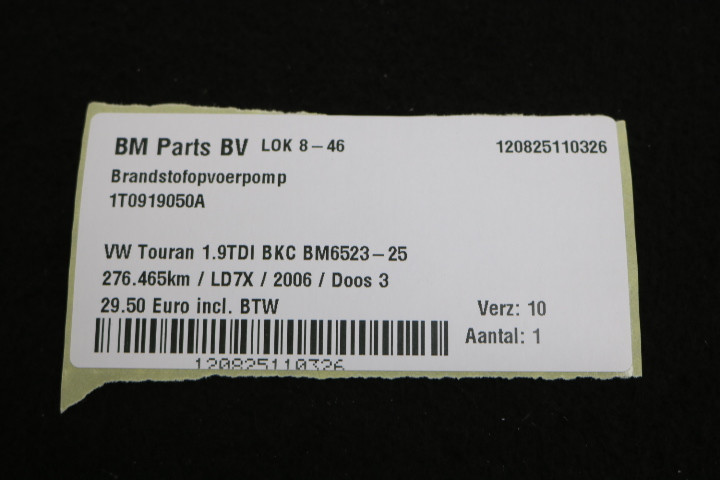 BM Parts BV LOK 8-46 120825110326
Brandstofopvoerpomp
1T0919050A
VW Touran 1.9TDI BKC BM6523-25
276.465km / LD7X / 2006 / Doos 3
29.50 Euro incl. BTW Verz: 10
Aantal: 1
120825110326